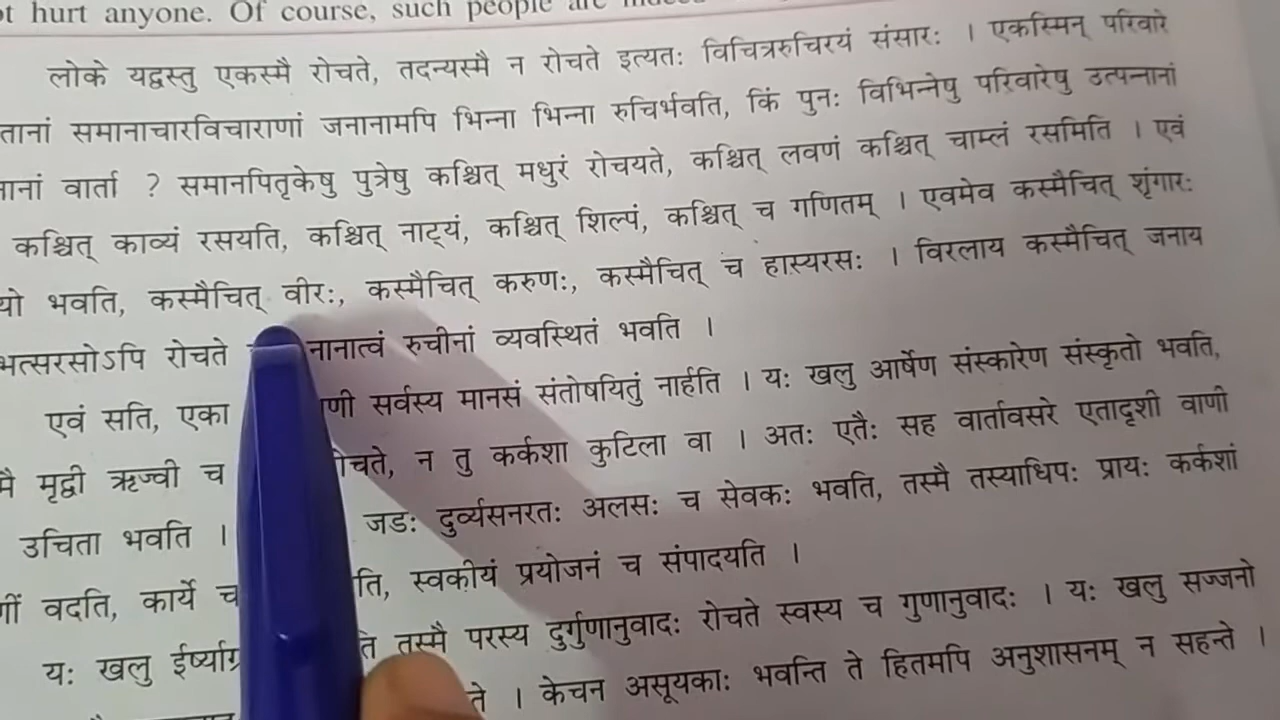 ot hurt anyone. Of course, such people are
लोके यद्वस्तु एकस्मै रोचते, तदन्यस्मै न रोचते इत्यतः विचित्ररुचिरयं संसारः । एकस्मिन् परिवारे
तानां समानाचारविचाराणां जनानामपि भिन्ना भिन्ना रुचिर्भवति, किं पुनः विभिन्नेषु परिवारेषु उत्पन्नानां
नानां वार्ता ? समानपितृकेषु पुत्रेषु कश्चित् मधुरं रोचयते, कश्चित् लवणं कश्चित् चाम्लं रसमिति । एवं
कश्चित् काव्यं रसयति, कश्चित् नाट्यं, कश्चित् शिल्पं, कश्चित् च गणितम् । एवमेव कस्मैचित् शृंगारः
यो भवति, कस्मैचित् वीरः, कस्मैचित् करुणः, कस्मैचित् च हास्यरसः । विरलाय कस्मैचित् जनाय
भत्सरसोऽपि रोचते नानात्वं रुचीनां व्यवस्थितं भवति ।
एवं सति, एका णी सर्वस्य मानसं संतोषयितुं नार्हति । यः खलु आर्षेण संस्कारेण संस्कृतो भवति,
मै मृद्वी ऋज्वी च रोचते, न तु कर्कशा कुटिला वा । अतः एतैः सह वार्तावसरे एतादृशी वाणी
उचिता भवति । जडः दुर्व्यसनरतः अलसः च सेवकः भवति, तस्मै तस्याधिपः प्रायः कर्कशां
णीं वदति, कार्ये च ति, स्वकीयं प्रयोजनं च संपादयति ।
यः खलु ईर्ष्याग्र ति तस्मै परस्य दुर्गुणानुवादः रोचते स्वस्य च गुणानुवादः । यः खलु सज्जनो
ते । केचन असूयकाः भवन्ति ते हितमपि अनुशासनम् न सहन्ते ।